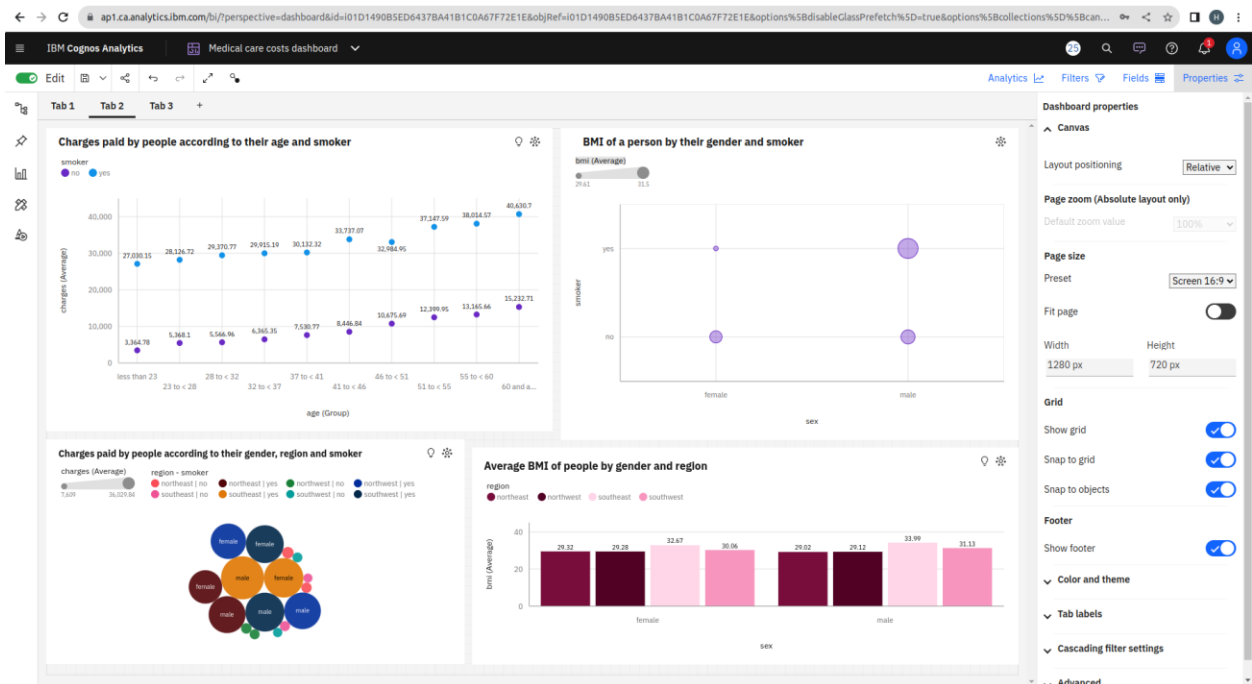 ap1.ca.analytics.ibm.com/bi/?perspective=dashboard&id=i01D1490B5ED6437BA41B1C0A67F72E1E&objRef=i01D1490B5ED6437BA41B1C0A67F72E1E&options%5BdisableGlassPrefetch%5D=true&options%5Bcollections%5D%5Bcan... H
IBM Cognos Analytics Medical care costs dashboard 25 1
Edit Analytics Filters Fields Properties
Tab 1 Tab 2 Tab 3 +
Charges paid by people according to their age and smoker
smoker
no yes
charges (Average)
40,000
30,000
20,000
10,000
0
27,030.15 28,126.72 29,370.77 29,915.19 30,132.32 33,737.07 32,984.95 37,147.59 38,014.57 40,630.7
3,364.78 5,368.1 5,566.96 6,365.35 7,530.77 8,446.84 10,675.69 12,399.95 13,165.66 15,232.71
less than 23 28 to < 32 37 to < 41 46 to < 51 55 to < 60
23 to < 28 32 to < 37 41 to < 46 51 to < 55 60 and a...
age (Group)
BMI of a person by their gender and smoker
bmi (Average)
29.61 31.5
smoker
yes
no
female male
sex
Charges paid by people according to their gender, region and smoker
charges (Average) region - smoker
northeast | no northeast | yes northwest | no northwest | yes
7,609 36,029.84 southeast | no southeast | yes southwest | no southwest | yes
female female
male female
female
male male male
Average BMI of people by gender and region
region
northeast northwest southeast southwest
bmi (Average)
40
20
0
29.32 29.28 32.67 30.06 29.02 29.12 33.99 31.13
female male
sex
Dashboard properties
Canvas
Layout positioning Relative
Page zoom (Absolute layout only)
Default zoom value 100%
Page size
Preset Screen 16:9
Fit page
Width Height
1280 px 720 px
Grid
Show grid
Snap to grid
Snap to objects
Footer
Show footer
Color and theme
Tab labels
Cascading filter settings
Advanced